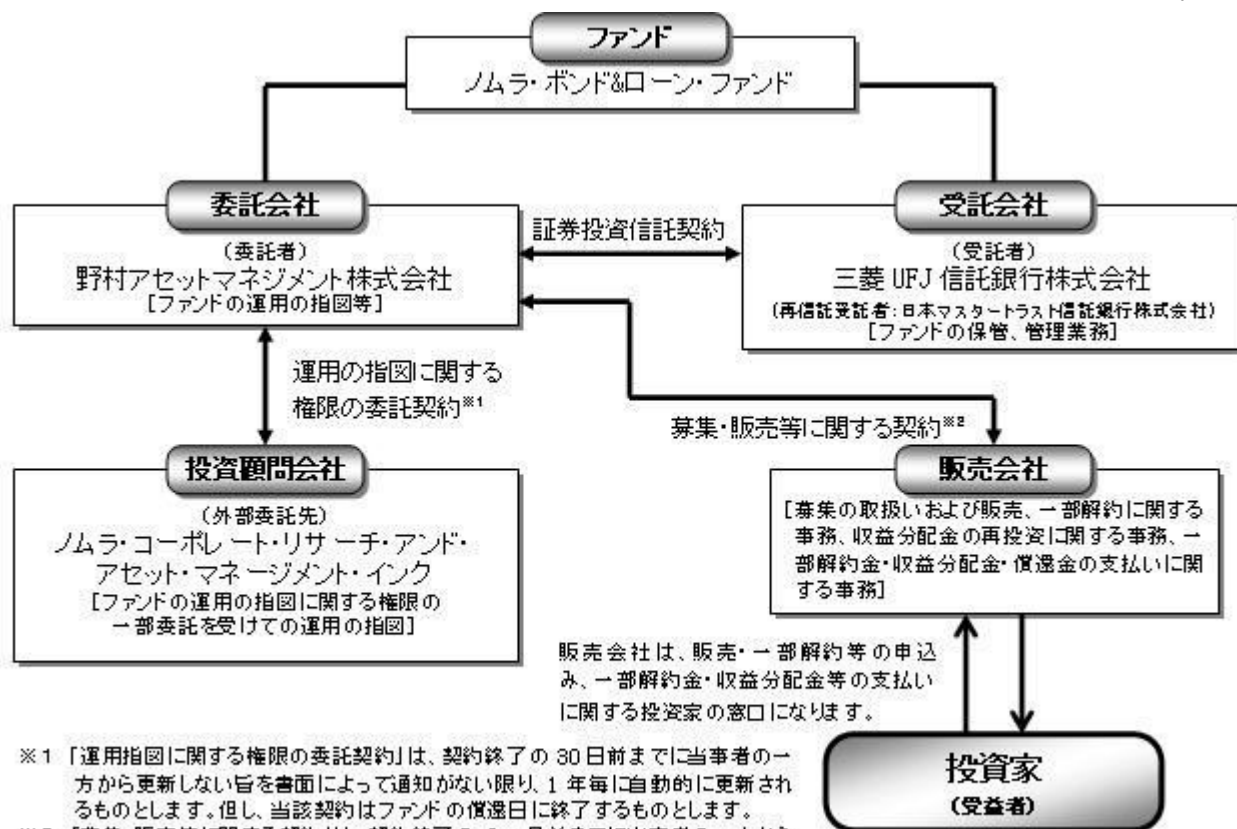 ファンド
ノムラ・ボンド&ローン・ファンド
委託会社
(委託者)
野村アセットマネジメント株式会社
[ファンドの運用の指図等]
証券投資信託契約
受託会社
(受託者)
三菱 UFJ 信託銀行株式会社
(再信託受託者:日本マスタートラスト信託銀行株式会社)
[ファンドの保管、管理業務]
運用の指図に関する
権限の委託契約※1
募集・販売等に関する契約※2
投資顧問会社
(外部委託先)
ノムラ・コーポレート・リサーチ・アンド・
アセット・マネージメント・インク
[ファンドの運用の指図に関する権限の
一部委託を受けての運用の指図]
販売会社
[募集の取扱いおよび販売、一部解約に関する
事務、収益分配金の再投資に関する事務、一
部解約金・収益分配金・償還金の支払いに関
する事務]
販売会社は、販売・一部解約等の申込
み、一部解約金・収益分配金等の支払い
に関する投資家の窓口になります。
投資家
(受益者)
※1 「運用指図に関する権限の委託契約」は、契約終了の 30 日前までに当事者の一
方から更新しない旨を書面によって通知がない限り、1 年毎に自動的に更新され
るものとします。但し、当該契約はファンドの償還日に終了するものとします。